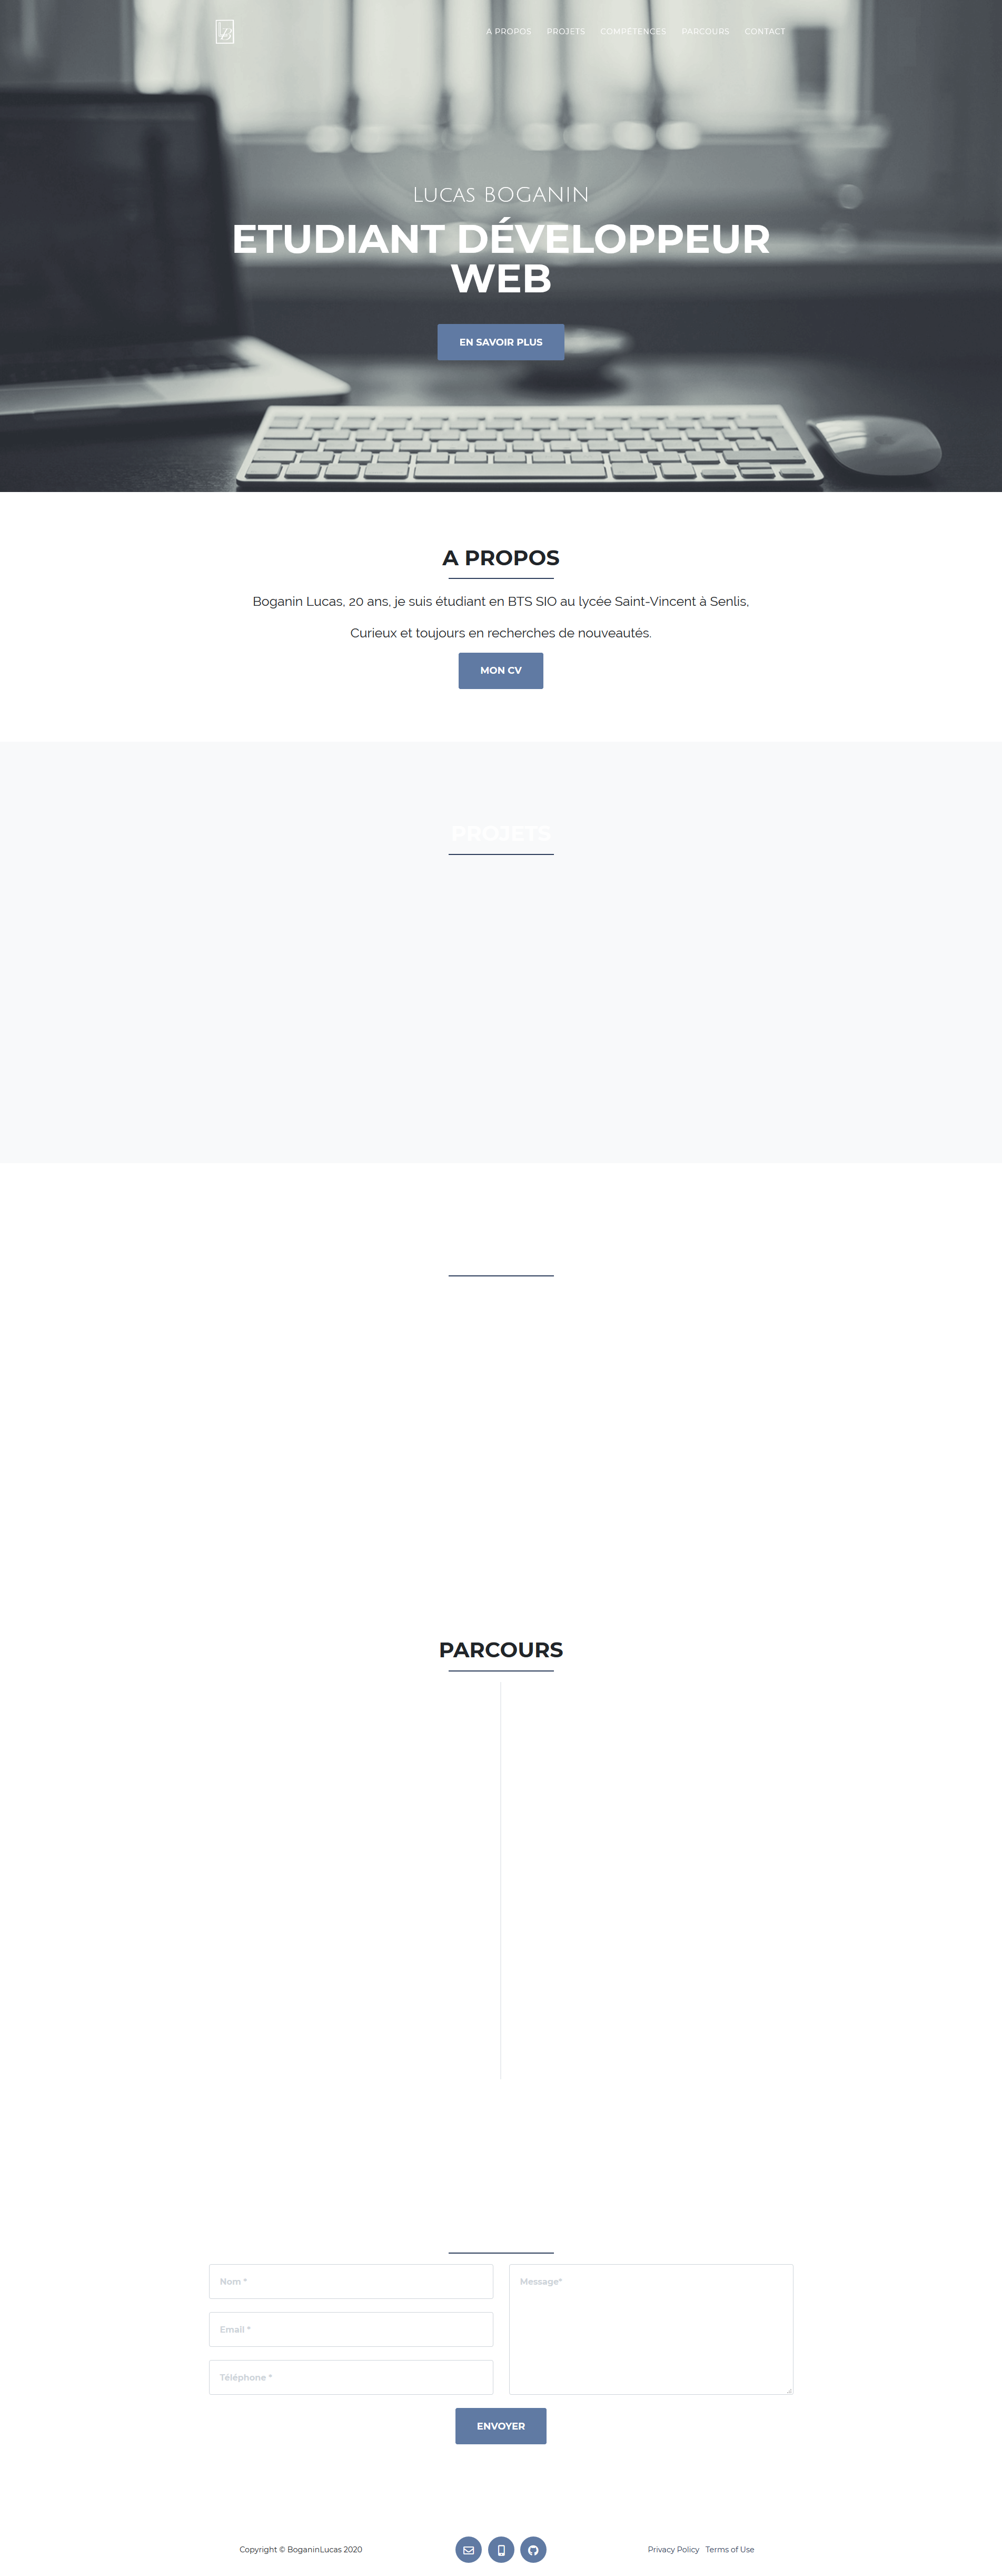 LB
A PROPOS PROJETS COMPÉTENCES PARCOURS CONTACT
Lucas BOGANIN
ETUDIANT DÉVELOPPEUR
WEB
EN SAVOIR PLUS
A PROPOS
Boganin Lucas, 20 ans, je suis étudiant en BTS SIO au lycée Saint-Vincent à Senlis,
Curieux et toujours en recherches de nouveautés.
MON CV
PROJETS
PARCOURS
Nom *
Message*
Email *
Téléphone *
ENVOYER
Copyright © BoganinLucas 2020
Privacy Policy Terms of Use